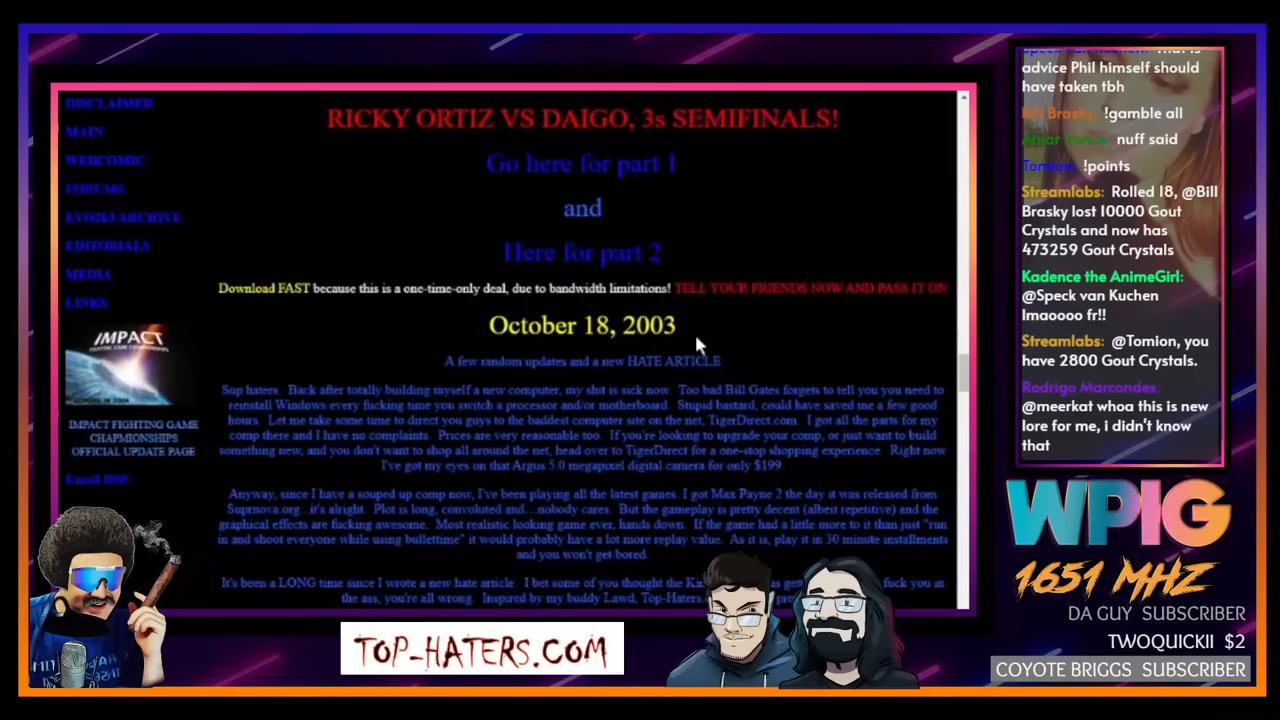 DISCLAIMER
MAIN
WEBCOMIC
FORUMS
EVO2K3 ARCHIVE
EDITORIALS
MEDIA
LINKS
IMPACT
IMPACT FIGHTING GAME
CHAPMIONSHIPS
OFFICIAL UPDATE PAGE
Email DSP
RICKY ORTIZ VS DAIGO, 3s SEMIFINALS!
Go here for part 1
and
Here for part 2
Download FAST because this is a one-time-only deal, due to bandwidth limitations! TELL YOUR FRIENDS NOW AND PASS IT ON
October 18, 2003
A few random updates and a new HATE ARTICLE
Sup haters. Back after totally building myself a new computer, my shit is sick now. Too bad Bill Gates forgets to tell you you need to
reinstall Windows every fucking time you switch a processor and/or motherboard. Stupid bastard, could have saved me a few good
hours. Let me take some time to direct you guys to the baddest computer site on the net, TigerDirect.com. I got all the parts for my
comp there and I have no complaints. Prices are very reasonable too. If you're looking to upgrade your comp, or just want to build
something new, and you don't want to shop all around the net, head over to TigerDirect for a one-stop shopping experience. Right now
I've got my eyes on that Argus 5.0 megapixel digital camera for only $199
Anyway, since I have a souped up comp now, I've been playing all the latest games. I got Max Payne 2 the day it was released from
Suprnova.org...it's alright. Plot is long, convoluted and....nobody cares. But the gameplay is pretty decent (albeit repetitive) and the
graphical effects are fucking awesome. Most realistic looking game ever, hands down. If the game had a little more to it than just "run
in and shoot everyone while using bullettime" it would probably have a lot more replay value. As it is, play it in 30 minute installments
and you won't get bored.
It's been a LONG time since I wrote a new hate article. I bet some of you thought the fuck you in
the ass, you're all wrong. Inspired by my buddy Lawd, Top-Haters.
TOP-HATERS.COM
advice Phil himself should
have taken tbh
Bill Brasky: !gamble all
nuff said
Tomion: !points
Streamlabs: Rolled 18, @Bill
Brasky lost 10000 Gout
Crystals and now has
473259 Gout Crystals
Kadence the AnimeGirl:
@Speck van Kuchen
lmaoooo fr!!
Streamlabs: @Tomion, you
have 2800 Gout Crystals.
Rodrigo Marcondes:
@meerkat whoa this is new
lore for me, i didn't know
that
WPIG
1651 MHZ
DA GUY SUBSCRIBER
TWOQUICKII $2
COYOTE BRIGGS SUBSCRIBER